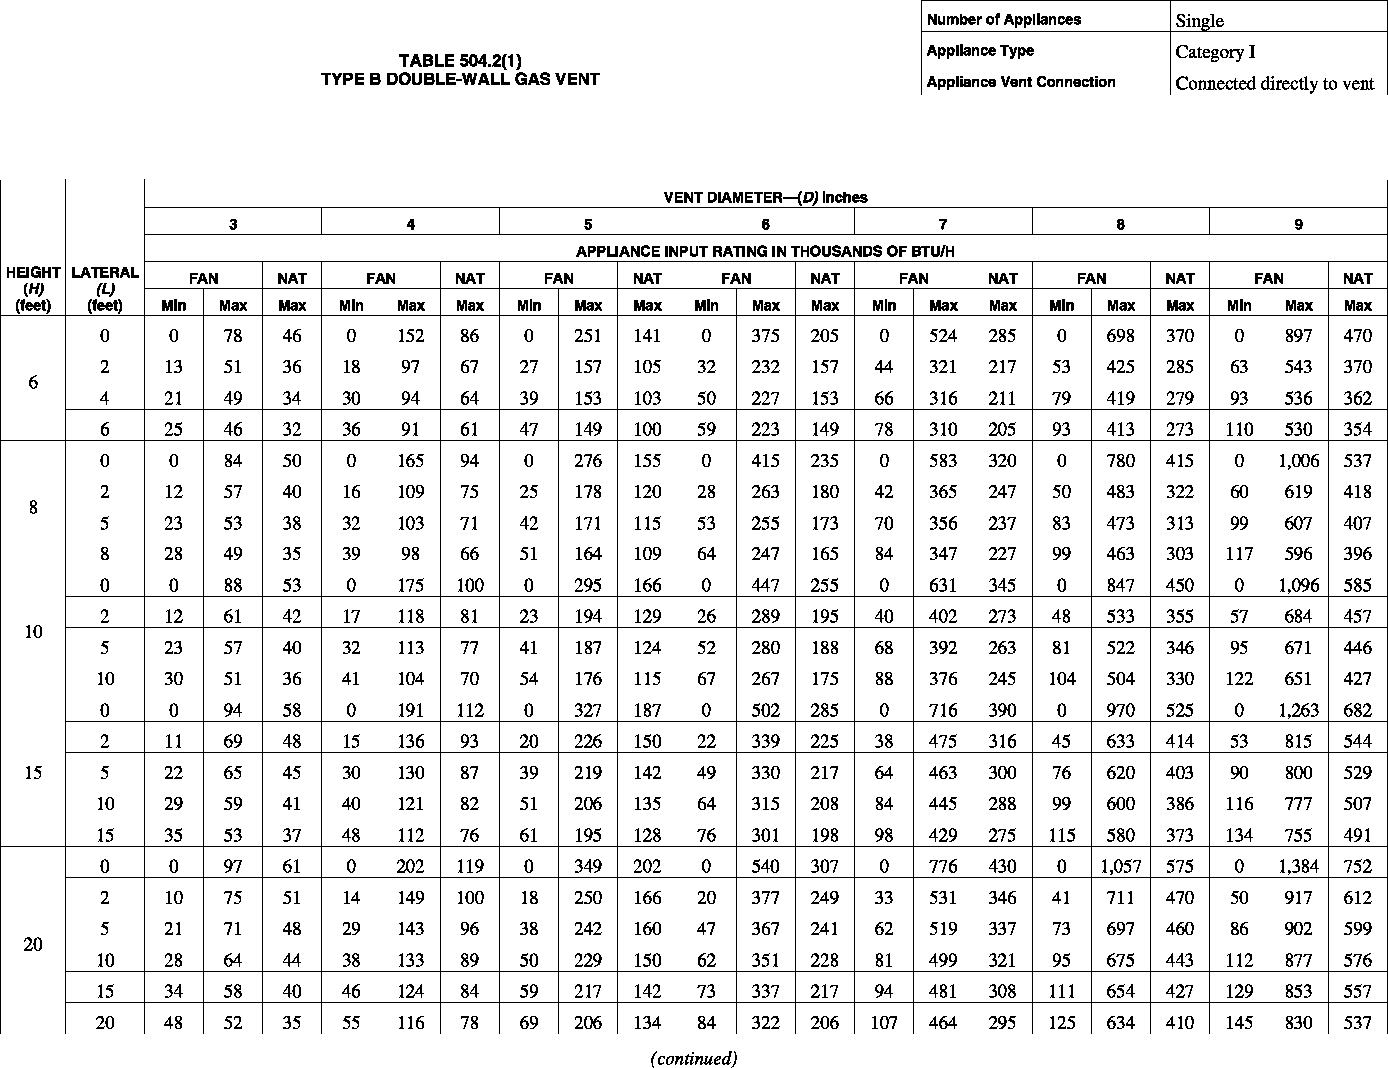 Number of Appliances Single
TABLE 504.2(1)
TYPE B DOUBLE-WALL GAS VENT
Appliance Type Category I
Appliance Vent Connection Connected directly to vent
HEIGHT (H) (feet)
LATERAL (L) (feet)
VENT DIAMETER—(D) inches
3 4 5 6 7 8 9
APPLIANCE INPUT RATING IN THOUSANDS OF BTU/H
FAN NAT FAN NAT FAN NAT FAN NAT FAN NAT FAN NAT FAN NAT
Min Max Max Min Max Max Min Max Max Min Max Max Min Max Max Min Max Max Min Max Max
6
0 0 78 46 0 152 86 0 251 141 0 375 205 0 524 285 0 698 370 0 897 470
2 13 51 36 18 97 67 27 157 105 32 232 157 44 321 217 53 425 285 63 543 370
4 21 49 34 30 94 64 39 153 103 50 227 153 66 316 211 79 419 279 93 536 362
6 25 46 32 36 91 61 47 149 100 59 223 149 78 310 205 93 413 273 110 530 354
8
0 0 84 50 0 165 94 0 276 155 0 415 235 0 583 320 0 780 415 0 1,006 537
2 12 57 40 16 109 75 25 178 120 28 263 180 42 365 247 50 483 322 60 619 418
5 23 53 38 32 103 71 42 171 115 53 255 173 70 356 237 83 473 313 99 607 407
8 28 49 35 39 98 66 51 164 109 64 247 165 84 347 227 99 463 303 117 596 396
10
0 0 88 53 0 175 100 0 295 166 0 447 255 0 631 345 0 847 450 0 1,096 585
2 12 61 42 17 118 81 23 194 129 26 289 195 40 402 273 48 533 355 57 684 457
5 23 57 40 32 113 77 41 187 124 52 280 188 68 392 263 81 522 346 95 671 446
10 30 51 36 41 104 70 54 176 115 67 267 175 88 376 245 104 504 330 122 651 427
15
0 0 94 58 0 191 112 0 327 187 0 502 285 0 716 390 0 970 525 0 1,263 682
2 11 69 48 15 136 93 20 226 150 22 339 225 38 475 316 45 633 414 53 815 544
5 22 65 45 30 130 87 39 219 142 49 330 217 64 463 300 76 620 403 90 800 529
10 29 59 41 40 121 82 51 206 135 64 315 208 84 445 288 99 600 386 116 777 507
15 35 53 37 48 112 76 61 195 128 76 301 198 98 429 275 115 580 373 134 755 491
20
0 0 97 61 0 202 119 0 349 202 0 540 307 0 776 430 0 1,057 575 0 1,384 752
2 10 75 51 14 149 100 18 250 166 20 377 249 33 531 346 41 711 470 50 917 612
5 21 71 48 29 143 96 38 242 160 47 367 241 62 519 337 73 697 460 86 902 599
10 28 64 44 38 133 89 50 229 150 62 351 228 81 499 321 95 675 443 112 877 576
15 34 58 40 46 124 84 59 217 142 73 337 217 94 481 308 111 654 427 129 853 557
20 48 52 35 55 116 78 69 206 134 84 322 206 107 464 295 125 634 410 145 830 537
(continued)